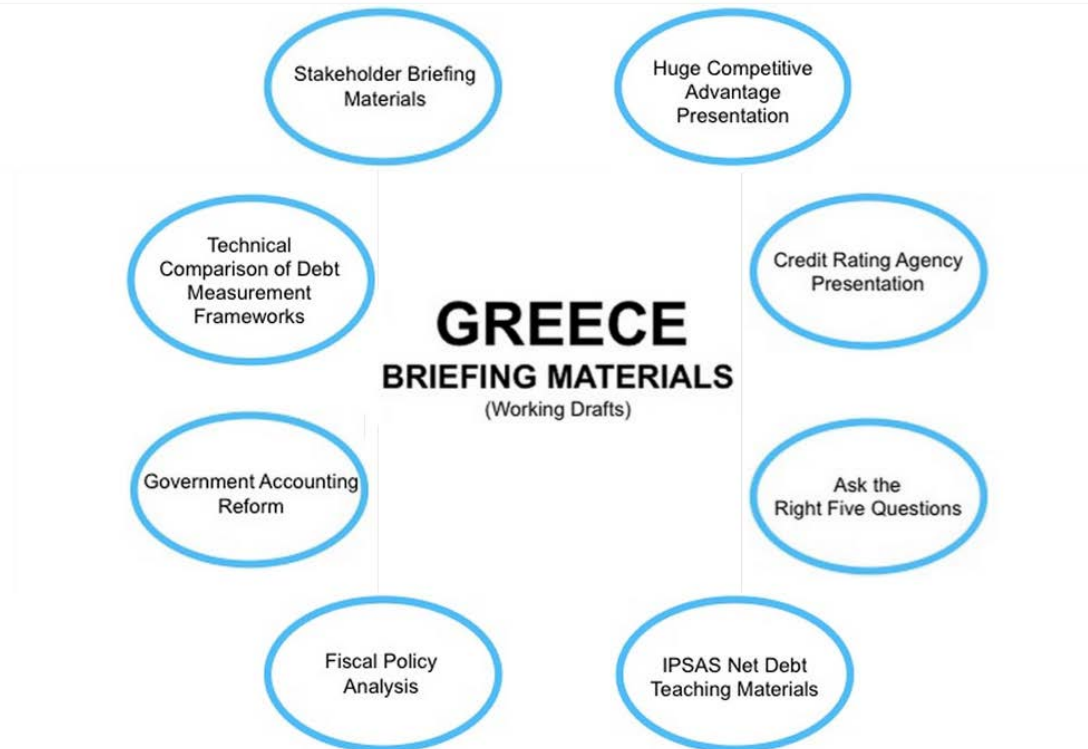 Stakeholder Briefing
Materials
Huge Competitive
Advantage
Presentation
Technical
Comparison of Debt
Measurement
Frameworks
Credit Rating Agency
Presentation
GREECE
BRIEFING MATERIALS
(Working Drafts)
Government Accounting
Reform
Ask the
Right Five Questions
Fiscal Policy
Analysis
IPSAS Net Debt
Teaching Materials